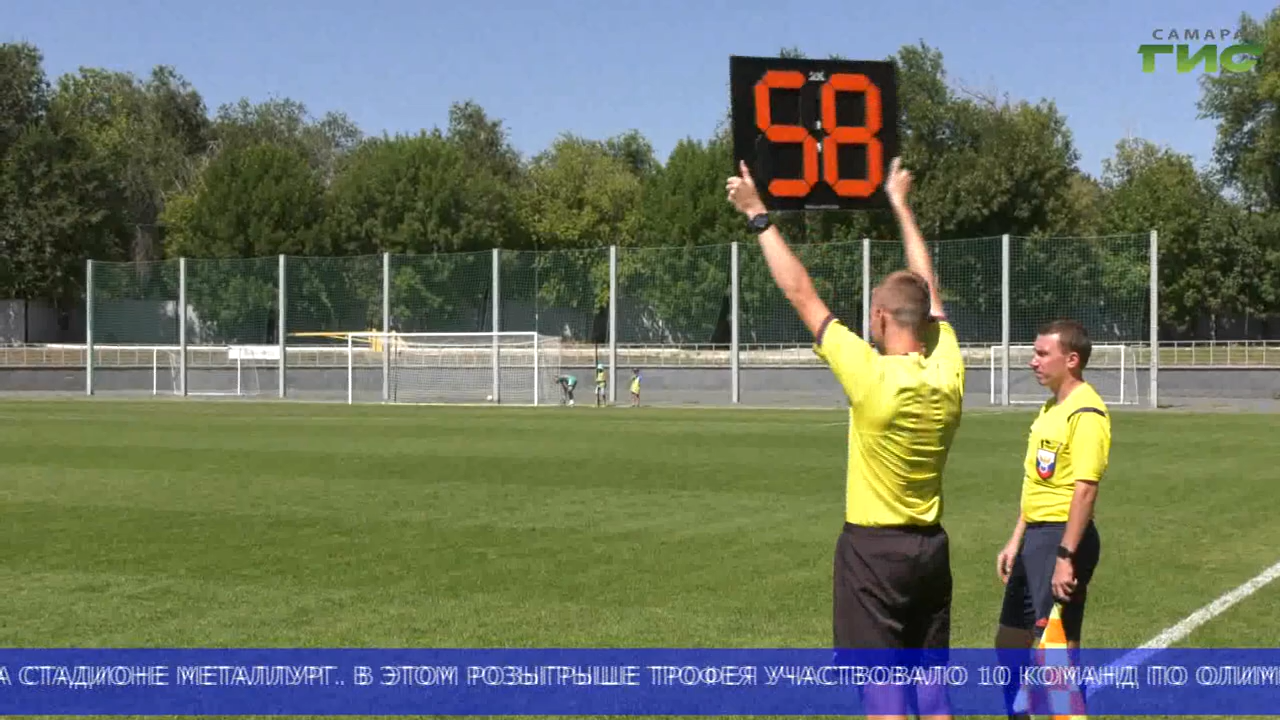 САМАРА
ГИС
58
А СТАДИОНЕ МЕТАЛЛУРГ.. В ЭТОМ РОЗЫГРЫШЕ ТРОФЕЯ УЧАСТВОВАЛО 10 КОМАНД ПО ОЛИМ